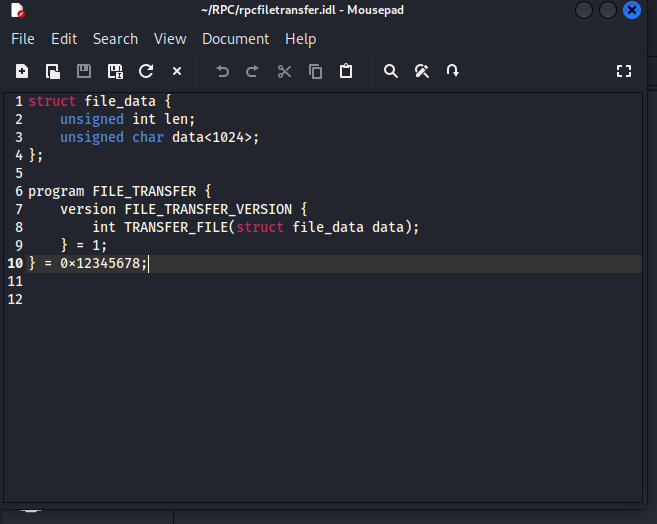 ~/RPC/rpcfiletransfer.idl - Mousepad
File Edit Search View Document Help
1 struct file_data {
2     unsigned int len;
3     unsigned char data<1024>;
4 };
5
6 program FILE_TRANSFER {
7     version FILE_TRANSFER_VERSION {
8         int TRANSFER_FILE(struct file_data data);
9     } = 1;
10 } = 0x12345678;
11
12